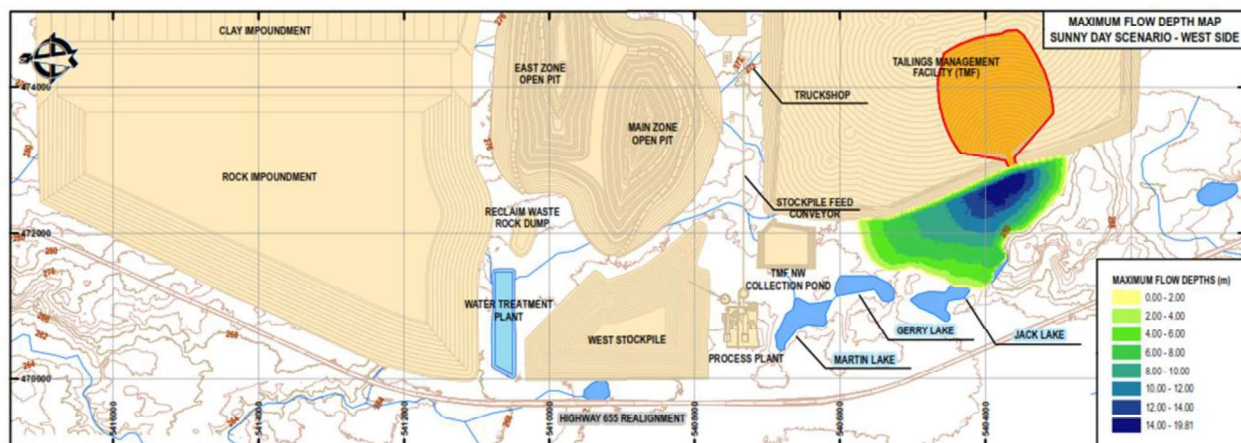 MAXIMUM FLOW DEPTH MAP
SUNNY DAY SCENARIO - WEST SIDE
CLAY IMPOUNDMENT
EAST ZONE
OPEN PIT
TAILINGS MANAGEMENT
FACILITY (TMF)
474000
TRUCKSHOP
MAIN ZONE
OPEN PIT
ROCK IMPOUNDMENT
STOCKPILE FEED
CONVEYOR
RECLAIM WASTE
ROCK DUMP
472000
TMF NW
COLLECTION POND
WATER TREATMENT
PLANT
WEST STOCKPILE
PROCESS PLANT
MARTIN LAKE
GERRY LAKE
JACK LAKE
470000
HIGHWAY 655 REALIGNMENT
MAXIMUM FLOW DEPTHS (m)
0.00 - 2.00
2.00 - 4.00
4.00 - 6.00
6.00 - 8.00
8.00 - 10.00
10.00 - 12.00
12.00 - 14.00
14.00 - 19.81